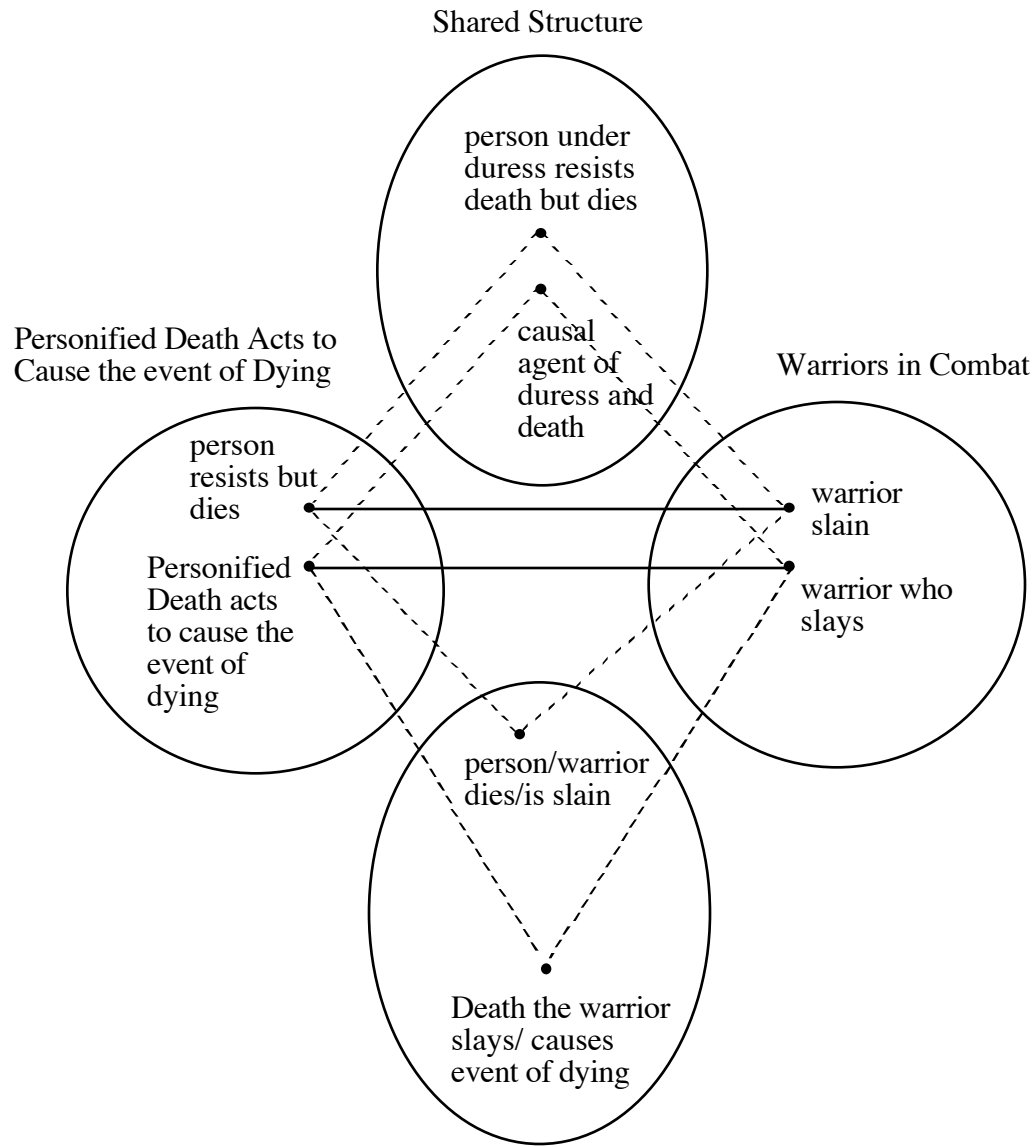 Shared Structure
person under
duress resists
death but dies
causal
agent of
duress and
death
Personified Death Acts to
Cause the event of Dying
person
resists but
dies
Personified
Death acts
to cause the
event of
dying
Warriors in Combat
warrior
slain
warrior who
slays
person/warrior
dies/is slain
Death the warrior
slays/ causes
event of dying